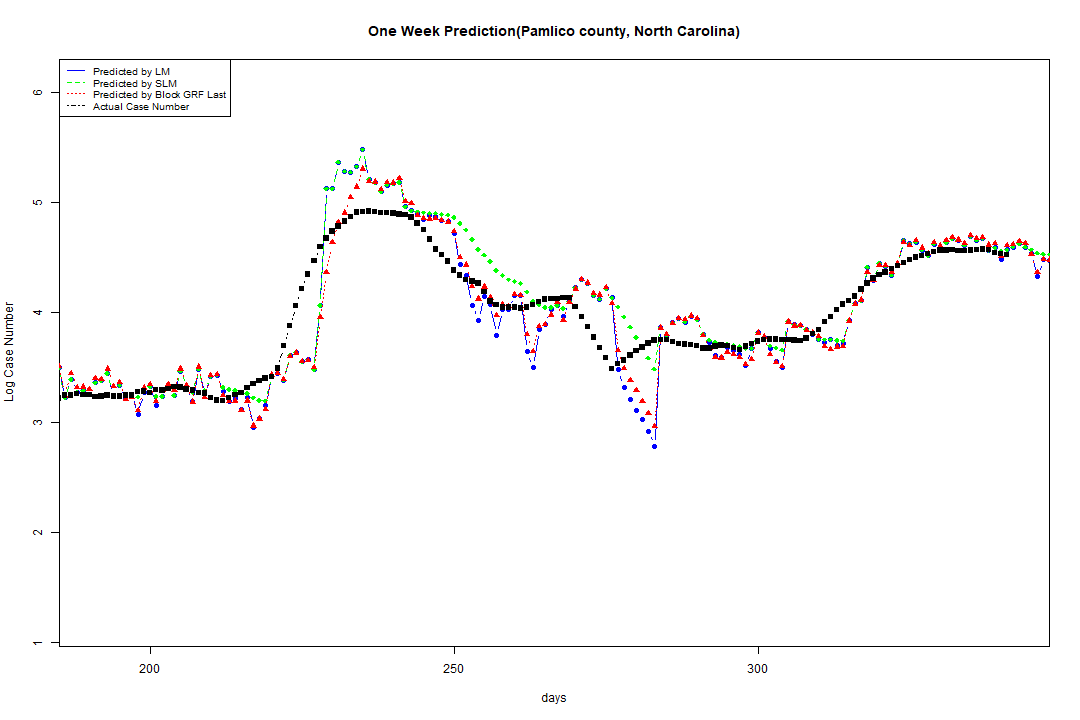 One Week Prediction(Pamlico county, North Carolina)
Predicted by LM
Predicted by SLM
Predicted by Block GRF Last
Actual Case Number
6
5
4
3
2
1
Log Case Number
200
250
300
days